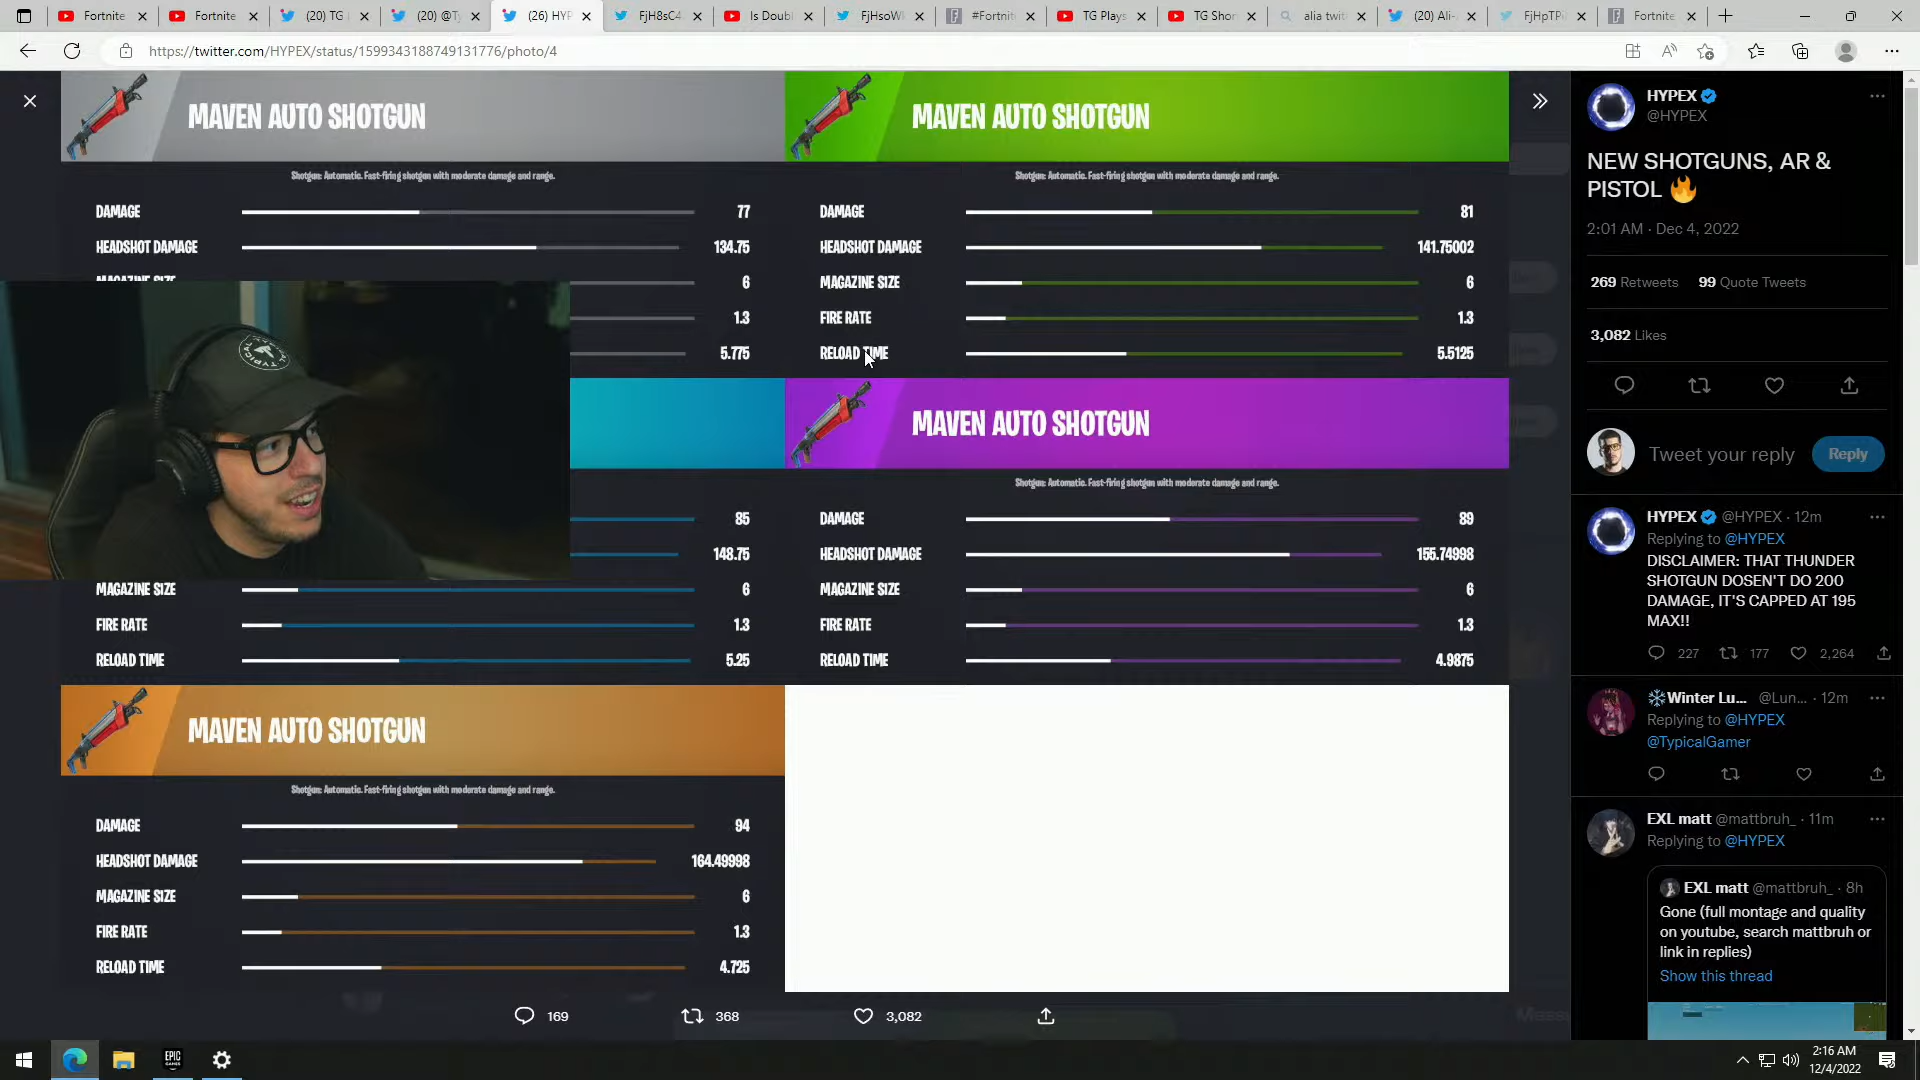 Fortnite
Fortnite
(20) TG
(20) @Ty
(26) HYP
FjH8sC4
Is Doubl
FjHsoW
#Fortnit
TG Plays
TG Shor
alia twit
(20) Ali-
FjHpTPi
Fortnite
https://twitter.com/HYPEX/status/1599343188749131776/photo/4
MAVEN AUTO SHOTGUN
Shotgun: Automatic. Fast-firing shotgun with moderate damage and range.
DAMAGE 77
HEADSHOT DAMAGE 134.75
MAGAZINE SIZE 6
1.3
5.775
MAVEN AUTO SHOTGUN
Shotgun: Automatic. Fast-firing shotgun with moderate damage and range.
DAMAGE 81
HEADSHOT DAMAGE 141.75002
MAGAZINE SIZE 6
FIRE RATE 1.3
RELOAD TIME 5.5125
85
148.75
MAGAZINE SIZE 6
FIRE RATE 1.3
RELOAD TIME 5.25
MAVEN AUTO SHOTGUN
Shotgun: Automatic. Fast-firing shotgun with moderate damage and range.
DAMAGE 89
HEADSHOT DAMAGE 155.74998
MAGAZINE SIZE 6
FIRE RATE 1.3
RELOAD TIME 4.9875
MAVEN AUTO SHOTGUN
Shotgun: Automatic. Fast-firing shotgun with moderate damage and range.
DAMAGE 94
HEADSHOT DAMAGE 164.49998
MAGAZINE SIZE 6
FIRE RATE 1.3
RELOAD TIME 4.725
169 368 3,082
HYPEX
@HYPEX
NEW SHOTGUNS, AR &
PISTOL 🔥
2:01 AM · Dec 4, 2022
269 Retweets 99 Quote Tweets
3,082 Likes
Tweet your reply Reply
HYPEX @HYPEX · 12m
Replying to @HYPEX
DISCLAIMER: THAT THUNDER
SHOTGUN DOSEN'T DO 200
DAMAGE, IT'S CAPPED AT 195
MAX!!
227 177 2,264
❄Winter Lu... @Lun... · 12m
Replying to @HYPEX
@TypicalGamer
EXL matt @mattbruh_ · 11m
Replying to @HYPEX
EXL matt @mattbruh_ · 8h
Gone (full montage and quality
on youtube, search mattbruh or
link in replies)
Show this thread
EPIC
GAMES
2:16 AM
12/4/2022